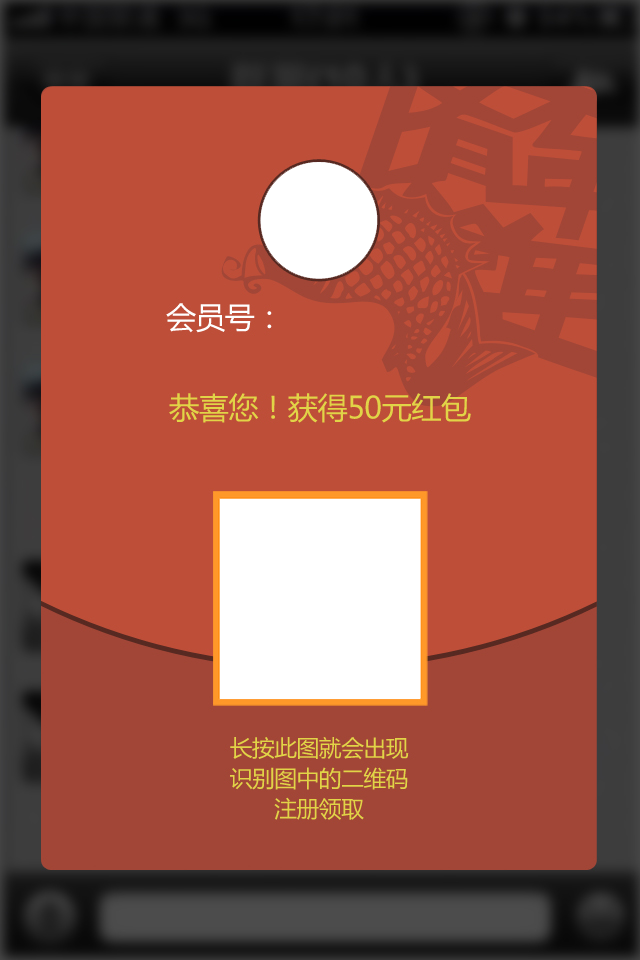 会员号：
恭喜您！获得50元红包
长按此图就会出现
识别图中的二维码
注册领取